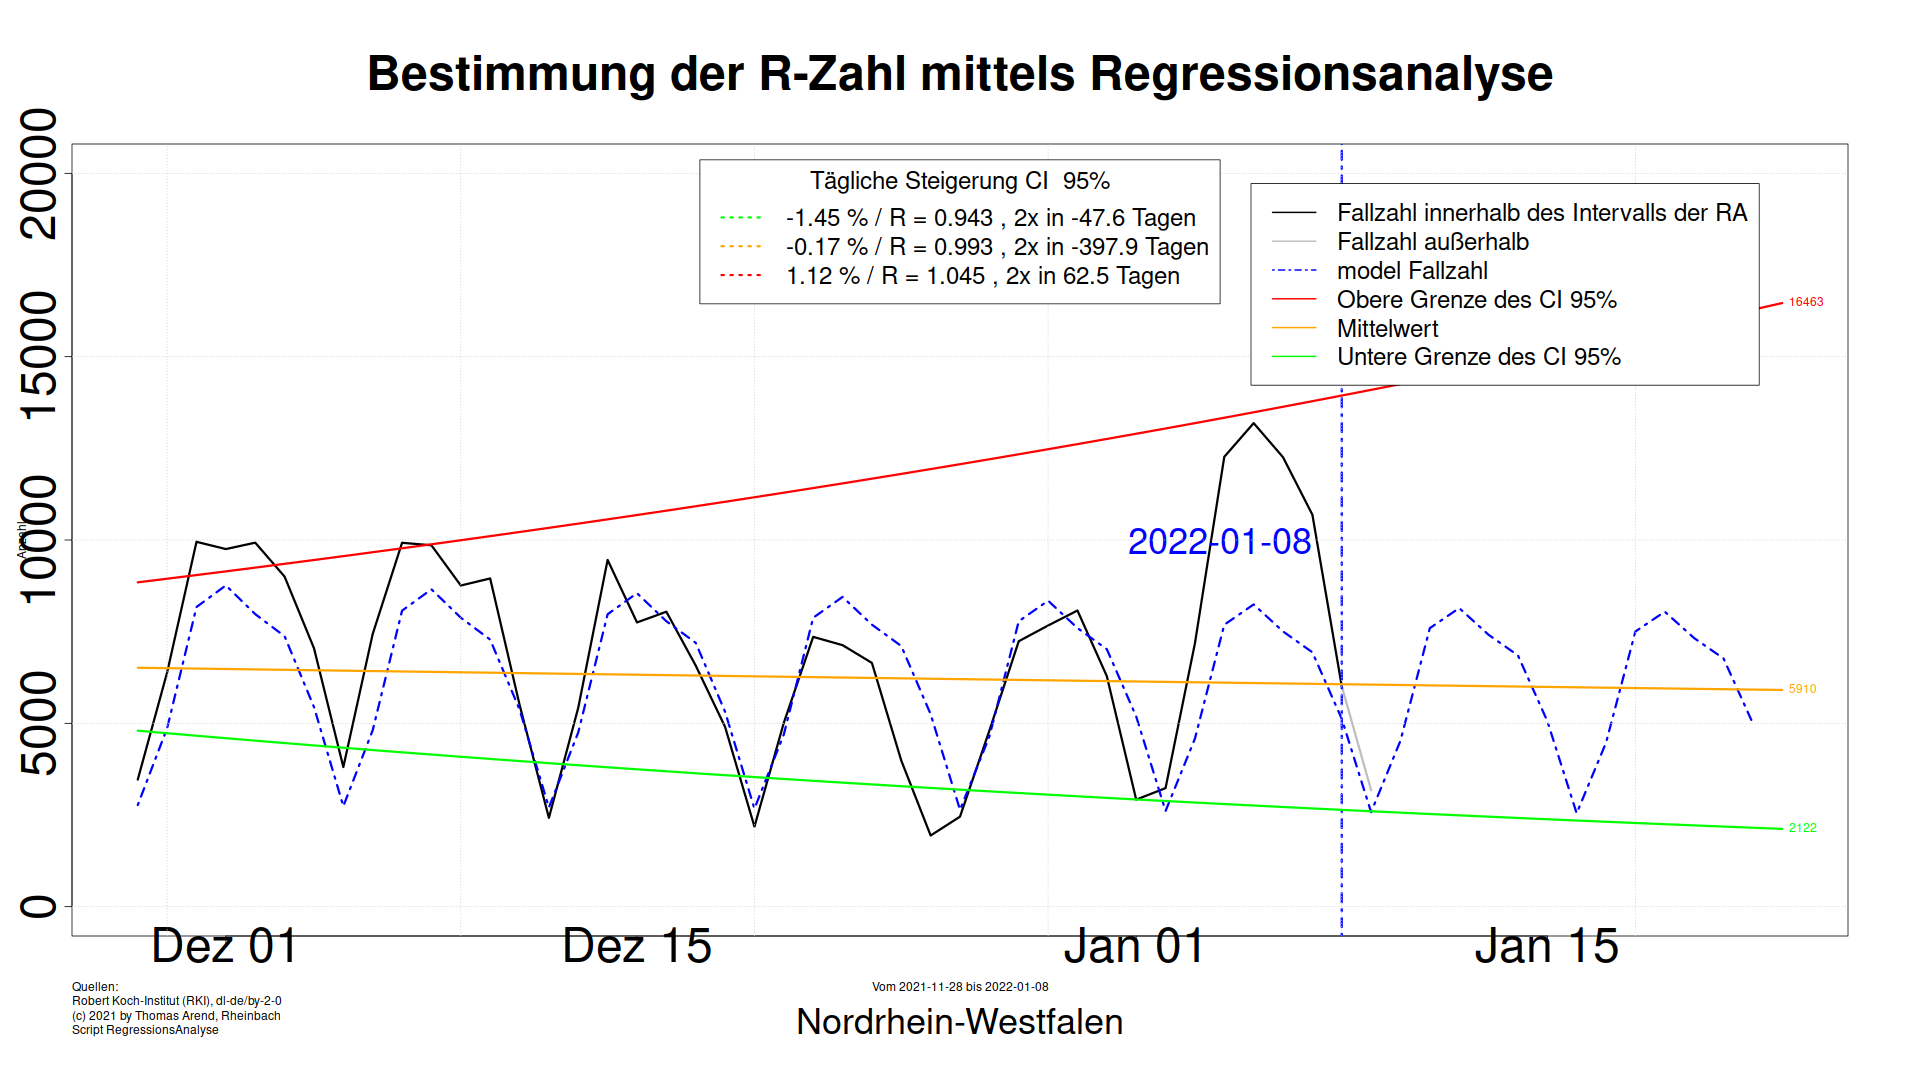 Bestimmung der R-Zahl mittels Regressionsanalyse
20000
15000
10000
5000
0
Anzahl
Tägliche Steigerung CI 95%
-1.45 % / R = 0.943 , 2x in -47.6 Tagen
-0.17 % / R = 0.993 , 2x in -397.9 Tagen
1.12 % / R = 1.045 , 2x in 62.5 Tagen
Fallzahl innerhalb des Intervalls der RA
Fallzahl außerhalb
model Fallzahl
Obere Grenze des CI 95%
Mittelwert
Untere Grenze des CI 95%
16463
2022-01-08
5910
2122
Dez 01
Dez 15
Jan 01
Jan 15
Quellen:
Robert Koch-Institut (RKI), dl-de/by-2-0
(c) 2021 by Thomas Arend, Rheinbach
Script RegressionsAnalyse
Vom 2021-11-28 bis 2022-01-08
Nordrhein-Westfalen